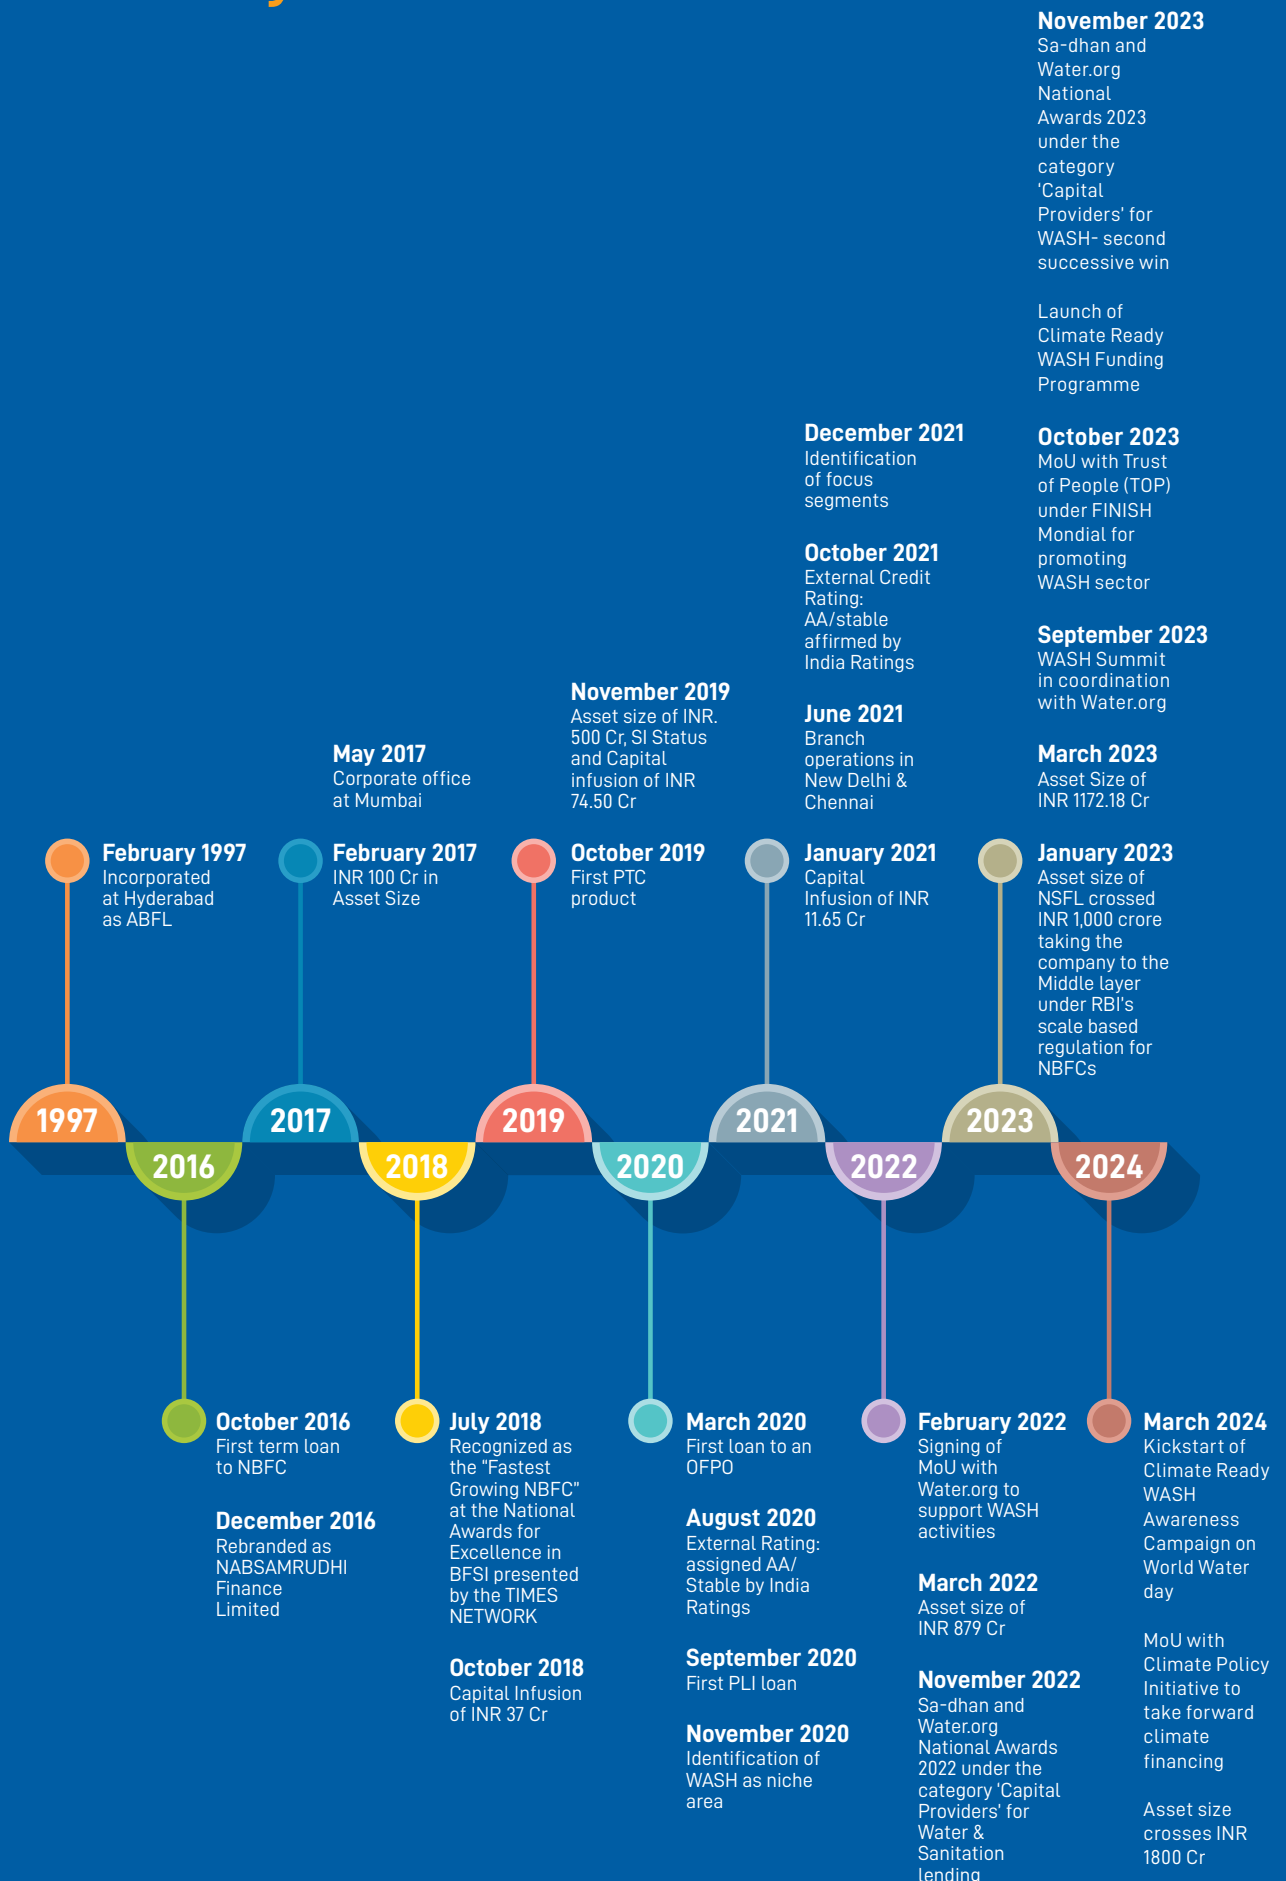 November 2023
Sa-dhan and
Water.org
National
Awards 2023
under the
category
'Capital
Providers' for
WASH- second
successive win
Launch of
Climate Ready
WASH Funding
Programme
October 2023
MoU with Trust
of People (TOP)
under FINISH
Mondial for
promoting
WASH sector
September 2023
WASH Summit
in coordination
with Water.org
March 2023
Asset Size of
INR 1172.18 Cr
January 2023
Asset size of
NSFL crossed
INR 1,000 crore
taking the
company to the
Middle layer
under RBI's
scale based
regulation for
NBFCs
December 2021
Identification
of focus
segments
October 2021
External Credit
Rating:
AA/stable
affirmed by
India Ratings
June 2021
Branch
operations in
New Delhi &
Chennai
January 2021
Capital
Infusion of INR
11.65 Cr
November 2019
Asset size of INR.
500 Cr, SI Status
and Capital
infusion of INR
74.50 Cr
October 2019
First PTC
product
May 2017
Corporate office
at Mumbai
February 2017
INR 100 Cr in
Asset Size
February 1997
Incorporated
at Hyderabad
as ABFL
1997
2016
2017
2018
2019
2020
2021
2022
2023
2024
October 2016
First term loan
to NBFC
December 2016
Rebranded as
NABSAMRUDHI
Finance
Limited
July 2018
Recognized as
the "Fastest
Growing NBFC"
at the National
Awards for
Excellence in
BFSI presented
by the TIMES
NETWORK
October 2018
Capital Infusion
of INR 37 Cr
March 2020
First loan to an
OFPO
August 2020
External Rating:
assigned AA/
Stable by India
Ratings
September 2020
First PLI loan
November 2020
Identification of
WASH as niche
area
February 2022
Signing of
MoU with
Water.org to
support WASH
activities
March 2022
Asset size of
INR 879 Cr
November 2022
Sa-dhan and
Water.org
National Awards
2022 under the
category 'Capital
Providers' for
Water &
Sanitation
lending
March 2024
Kickstart of
Climate Ready
WASH
Awareness
Campaign on
World Water
day
MoU with
Climate Policy
Initiative to
take forward
climate
financing
Asset size
crosses INR
1800 Cr